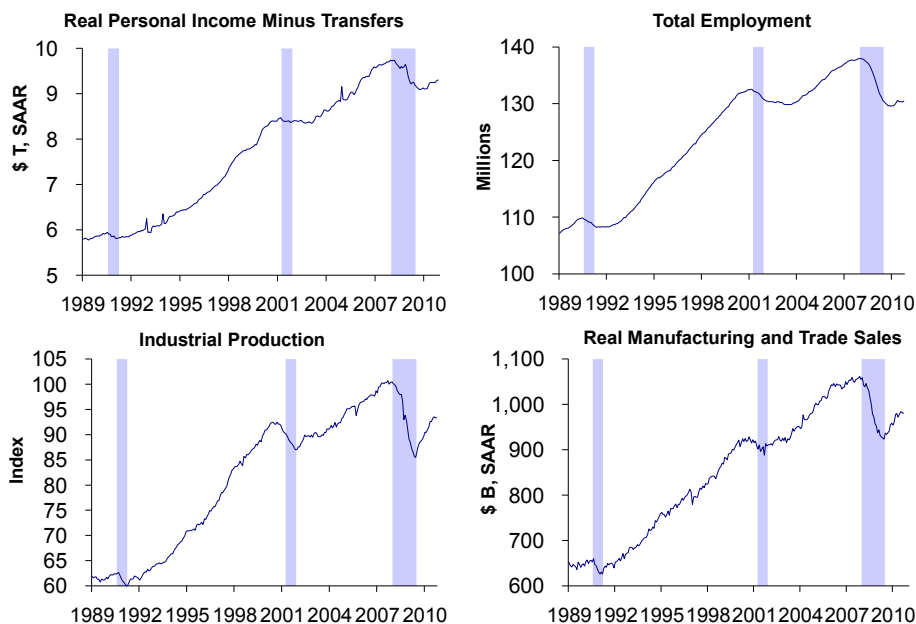 Real Personal Income Minus Transfers
$ T, SAAR
10
9
8
7
6
5
1989 1992 1995 1998 2001 2004 2007 2010
Total Employment
Millions
140
130
120
110
100
1989 1992 1995 1998 2001 2004 2007 2010
Industrial Production
Index
105
100
95
90
85
80
75
70
65
60
1989 1992 1995 1998 2001 2004 2007 2010
Real Manufacturing and Trade Sales
$ B, SAAR
1,100
1,000
900
800
700
600
1989 1992 1995 1998 2001 2004 2007 2010